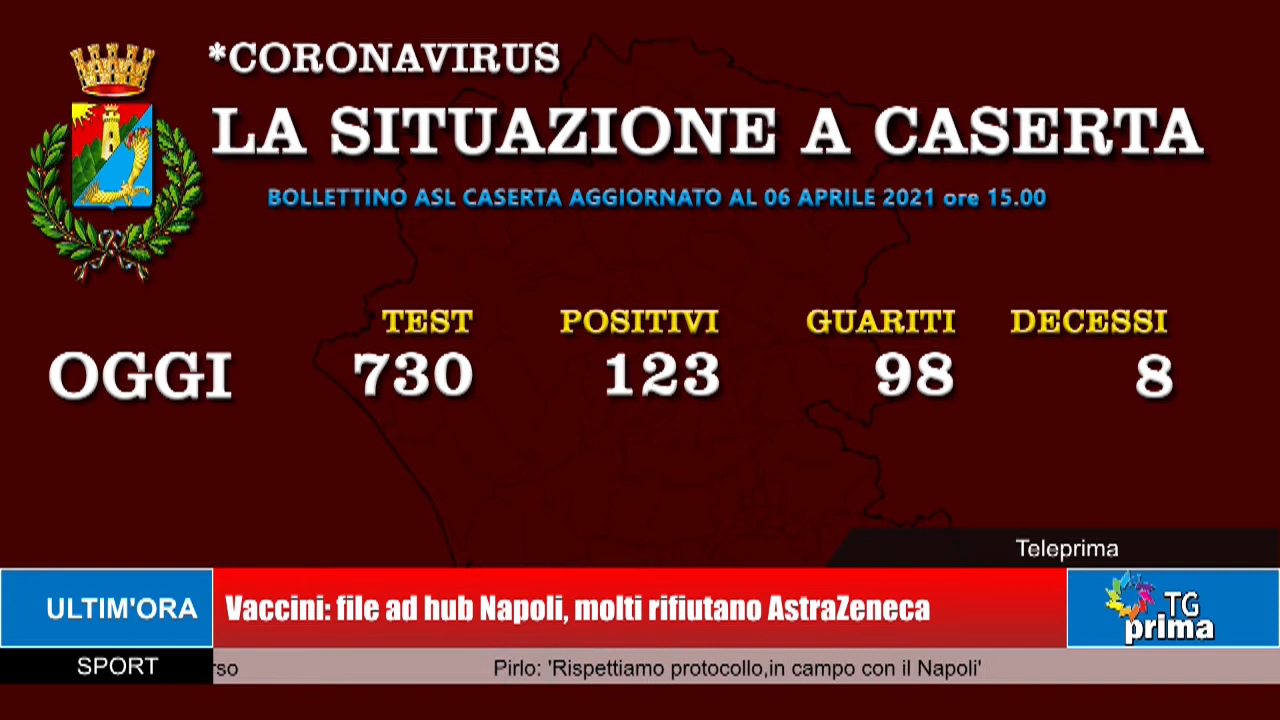 *CORONAVIRUS
LA SITUAZIONE A CASERTA
BOLLETTINO ASL CASERTA AGGIORNATO AL 06 APRILE 2021 ore 15.00
TEST POSITIVI GUARITI DECESSI
OGGI 730 123 98 8
Teleprima
ULTIM'ORA Vaccini: file ad hub Napoli, molti rifiutano AstraZeneca
TG prima
SPORT rso Pirlo: 'Rispettiamo protocollo,in campo con il Napoli'